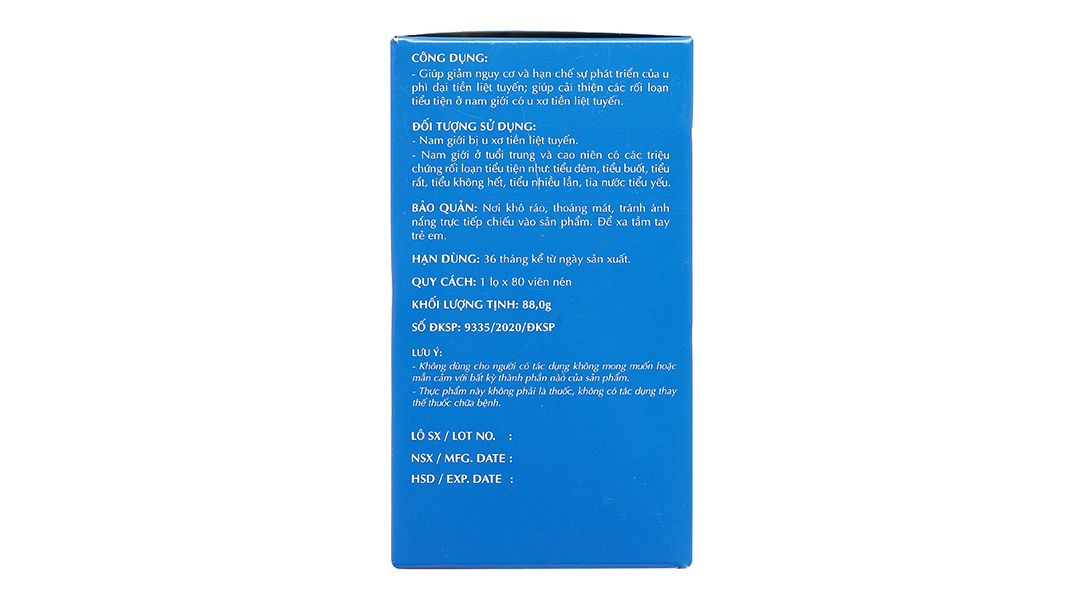 CÔNG DỤNG:
- Giúp giảm nguy cơ và hạn chế sự phát triển của u
phì đại tiền liệt tuyến; giúp cải thiện các rối loạn
tiểu tiện ở nam giới có u xơ tiền liệt tuyến.
ĐỐI TƯỢNG SỬ DỤNG:
- Nam giới bị u xơ tiền liệt tuyến.
- Nam giới ở tuổi trung và cao niên có các triệu
chứng rối loạn tiểu tiện như: tiểu đêm, tiểu buốt, tiểu
rắt, tiểu không hết, tiểu nhiều lần, tia nước tiểu yếu.
BẢO QUẢN: Nơi khô ráo, thoáng mát, tránh ánh
nắng trực tiếp chiếu vào sản phẩm. Để xa tầm tay
trẻ em.
HẠN DÙNG: 36 tháng kể từ ngày sản xuất.
QUY CÁCH: 1 lọ x 80 viên nén
KHỐI LƯỢNG TỊNH: 88,0g
SỐ ĐKSP: 9335/2020/ĐKSP
LƯU Ý:
- Không dùng cho người có tác dụng không mong muốn hoặc
mẫn cảm với bất kỳ thành phần nào của sản phẩm.
- Thực phẩm này không phải là thuốc, không có tác dụng thay
thế thuốc chữa bệnh.
LÔ SX / LOT NO. :
NSX / MFG. DATE :
HSD / EXP. DATE :